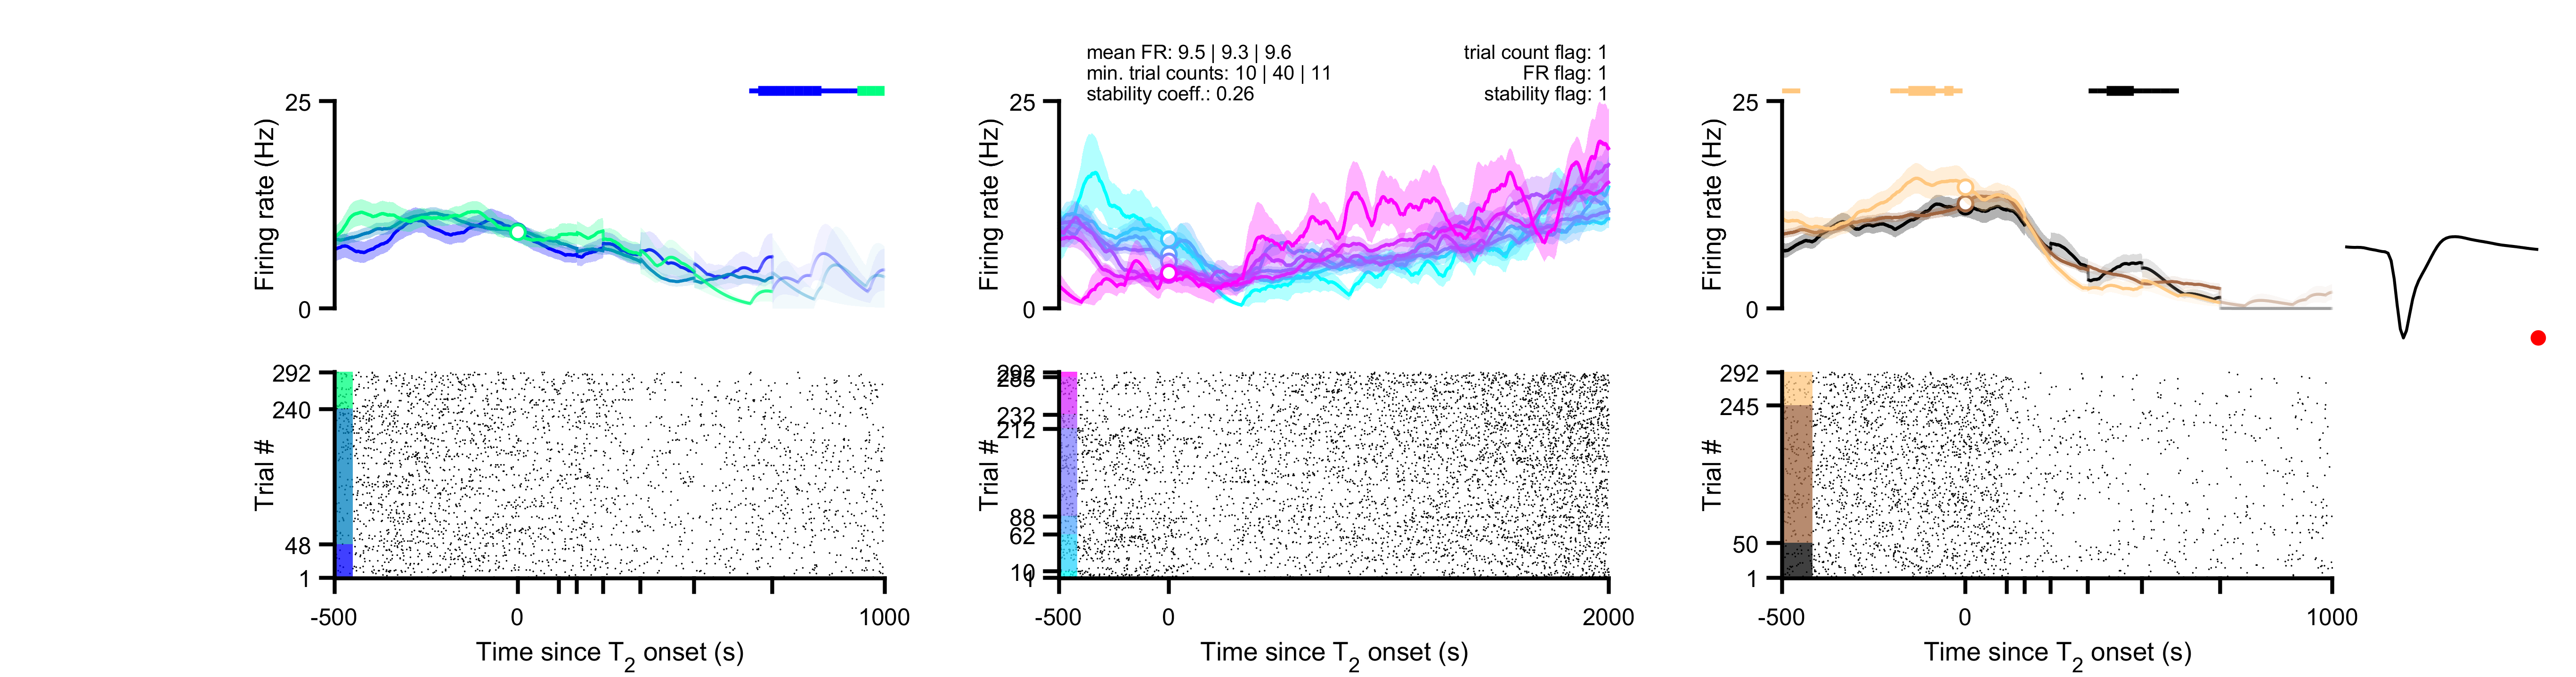 mean FR: 9.5 | 9.3 | 9.6
min. trial counts: 10 | 40 | 11
stability coeff.: 0.26
trial count flag: 1
FR flag: 1
stability flag: 1
25
0
Firing rate (Hz)
25
0
Firing rate (Hz)
25
0
Firing rate (Hz)
292
240
48
1
Trial #
-500
0
1000
Time since T2 onset (s)
292
286
232
212
88
62
10
1
Trial #
-500
0
2000
Time since T2 onset (s)
292
245
50
1
Trial #
-500
0
1000
Time since T2 onset (s)